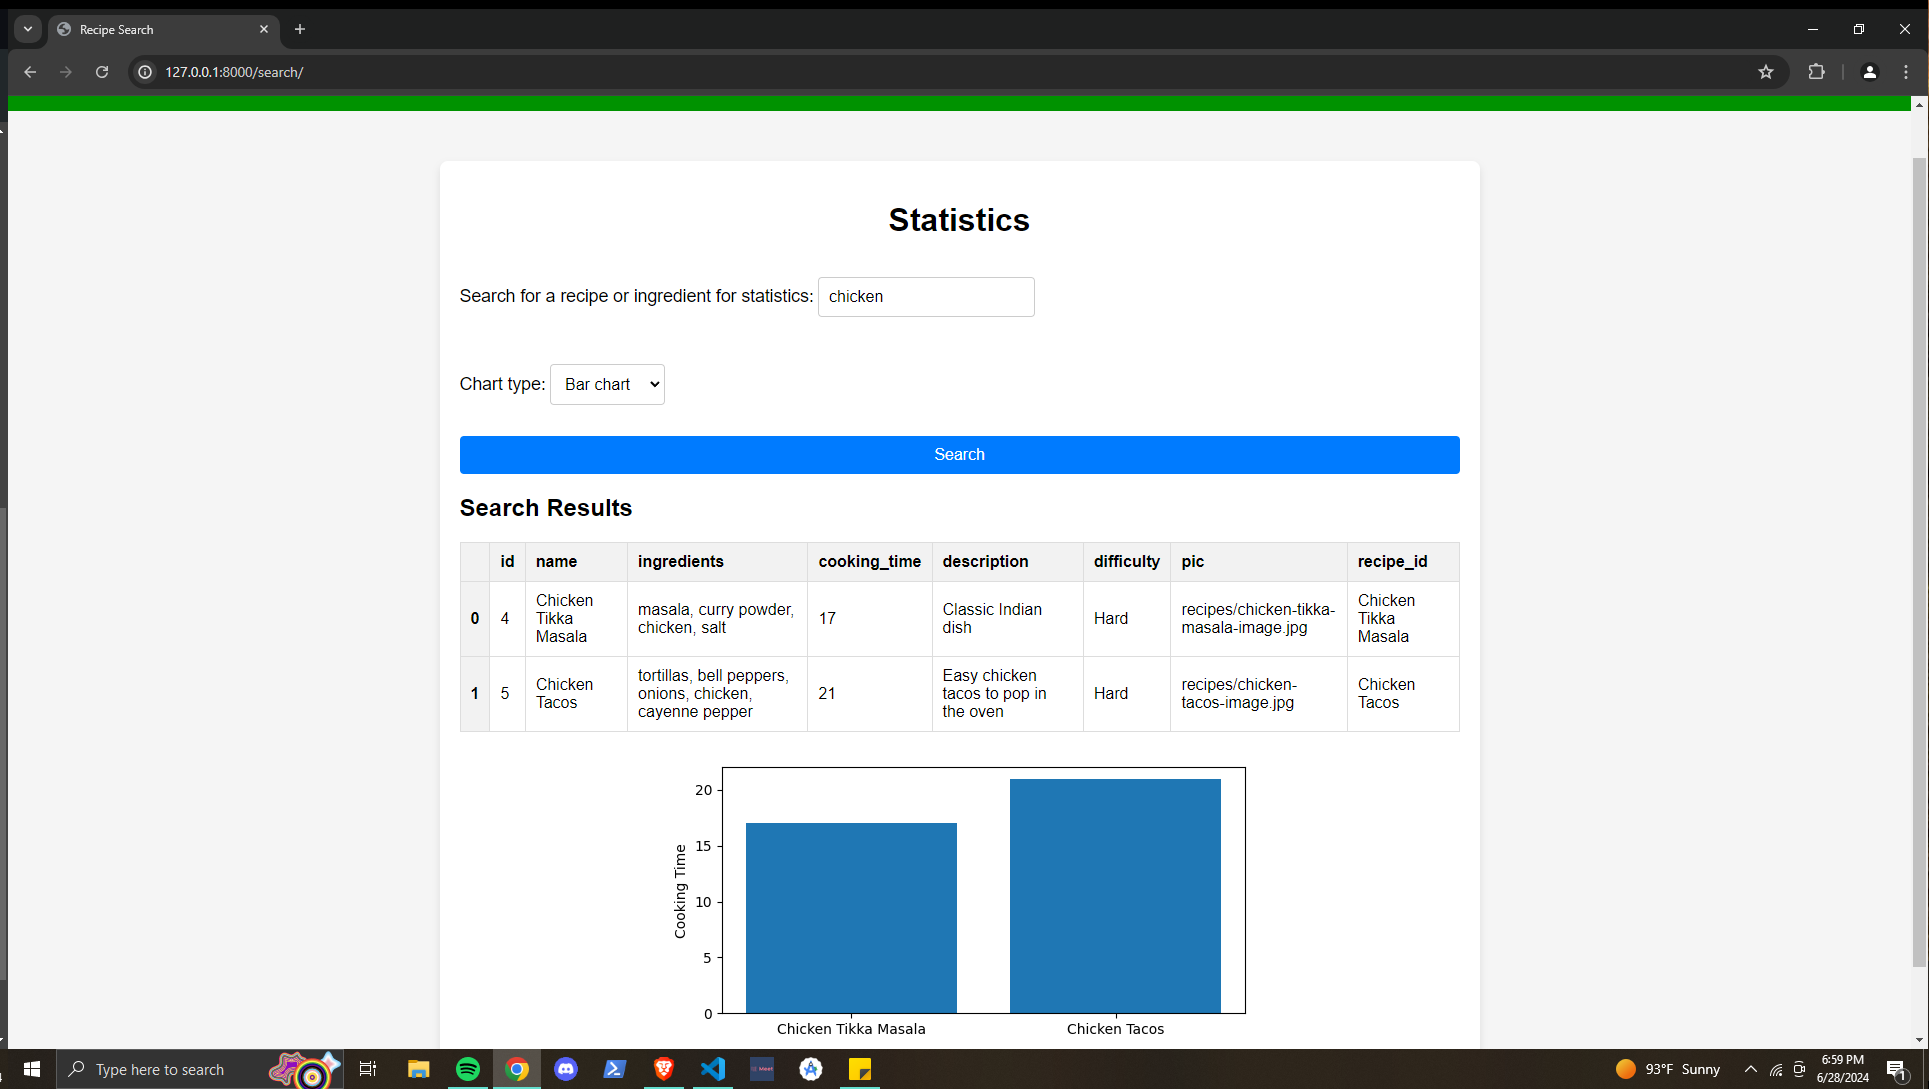 Recipe Search
127.0.0.1:8000/search/
Statistics
Search for a recipe or ingredient for statistics: chicken
Chart type: Bar chart
Search
Search Results
id name ingredients cooking_time description difficulty pic recipe_id
0 4 Chicken Tikka Masala masala, curry powder, chicken, salt 17 Classic Indian dish Hard recipes/chicken-tikka-masala-image.jpg Chicken Tikka Masala
1 5 Chicken Tacos tortillas, bell peppers, onions, chicken, cayenne pepper 21 Easy chicken tacos to pop in the oven Hard recipes/chicken-tacos-image.jpg Chicken Tacos
20
15
10
5
0
Cooking Time
Chicken Tikka Masala Chicken Tacos
Type here to search
93°F Sunny
6:59 PM
6/28/2024
1